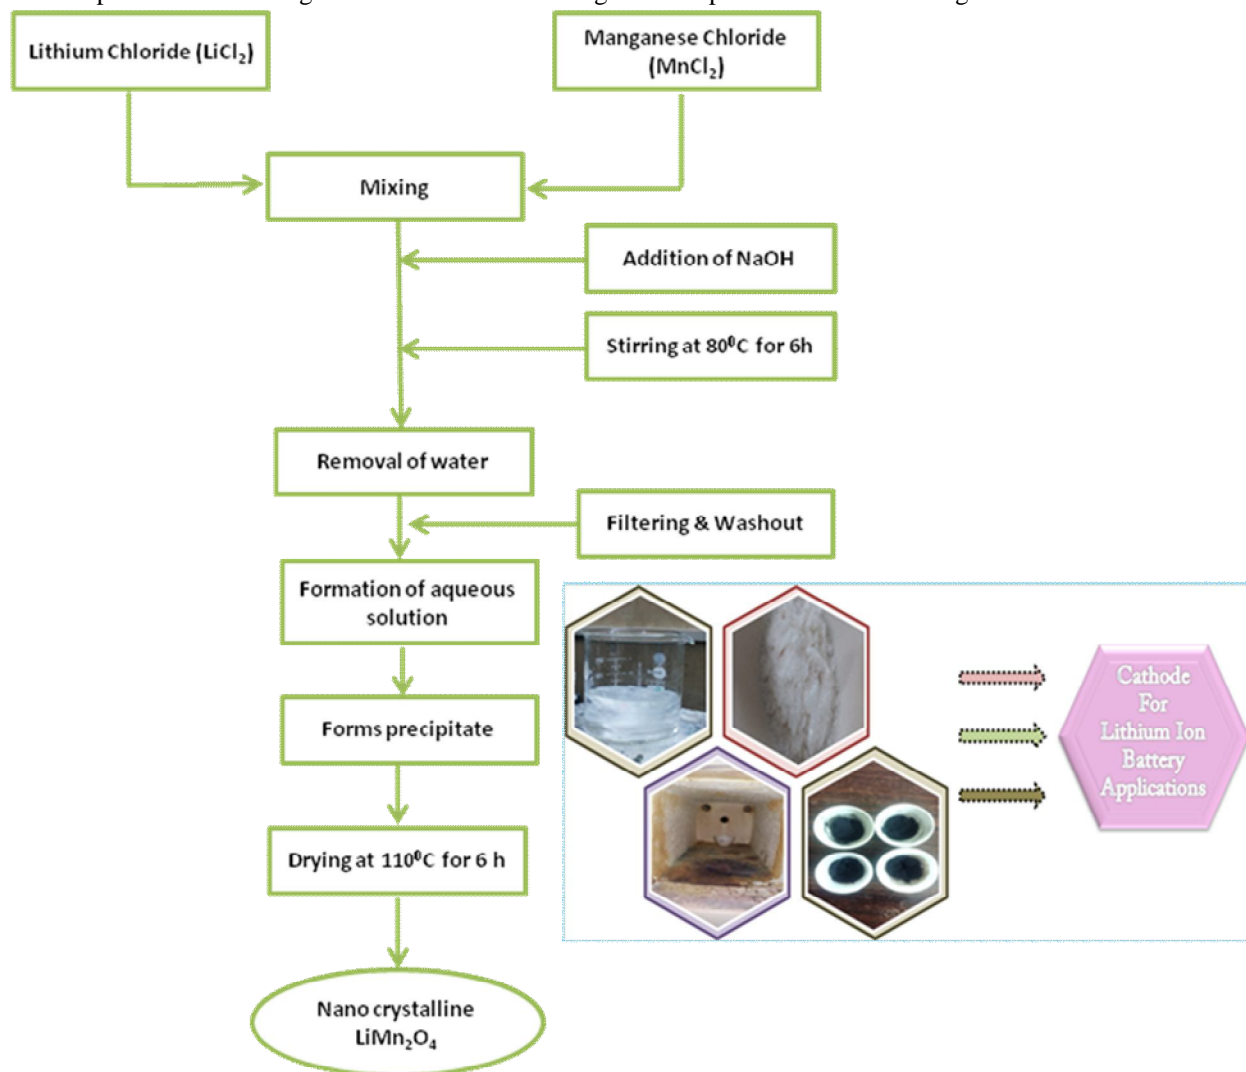 Lithium Chloride (LiCl₂)
Manganese Chloride
(MnCl₂)
Mixing
Addition of NaOH
Stirring at 80⁰C for 6h
Removal of water
Filtering & Washout
Formation of aqueous
solution
Forms precipitate
Drying at 110⁰C for 6 h
Nano crystalline
LiMn₂O₄
Cathode
For
Lithium Ion
Battery
Applications